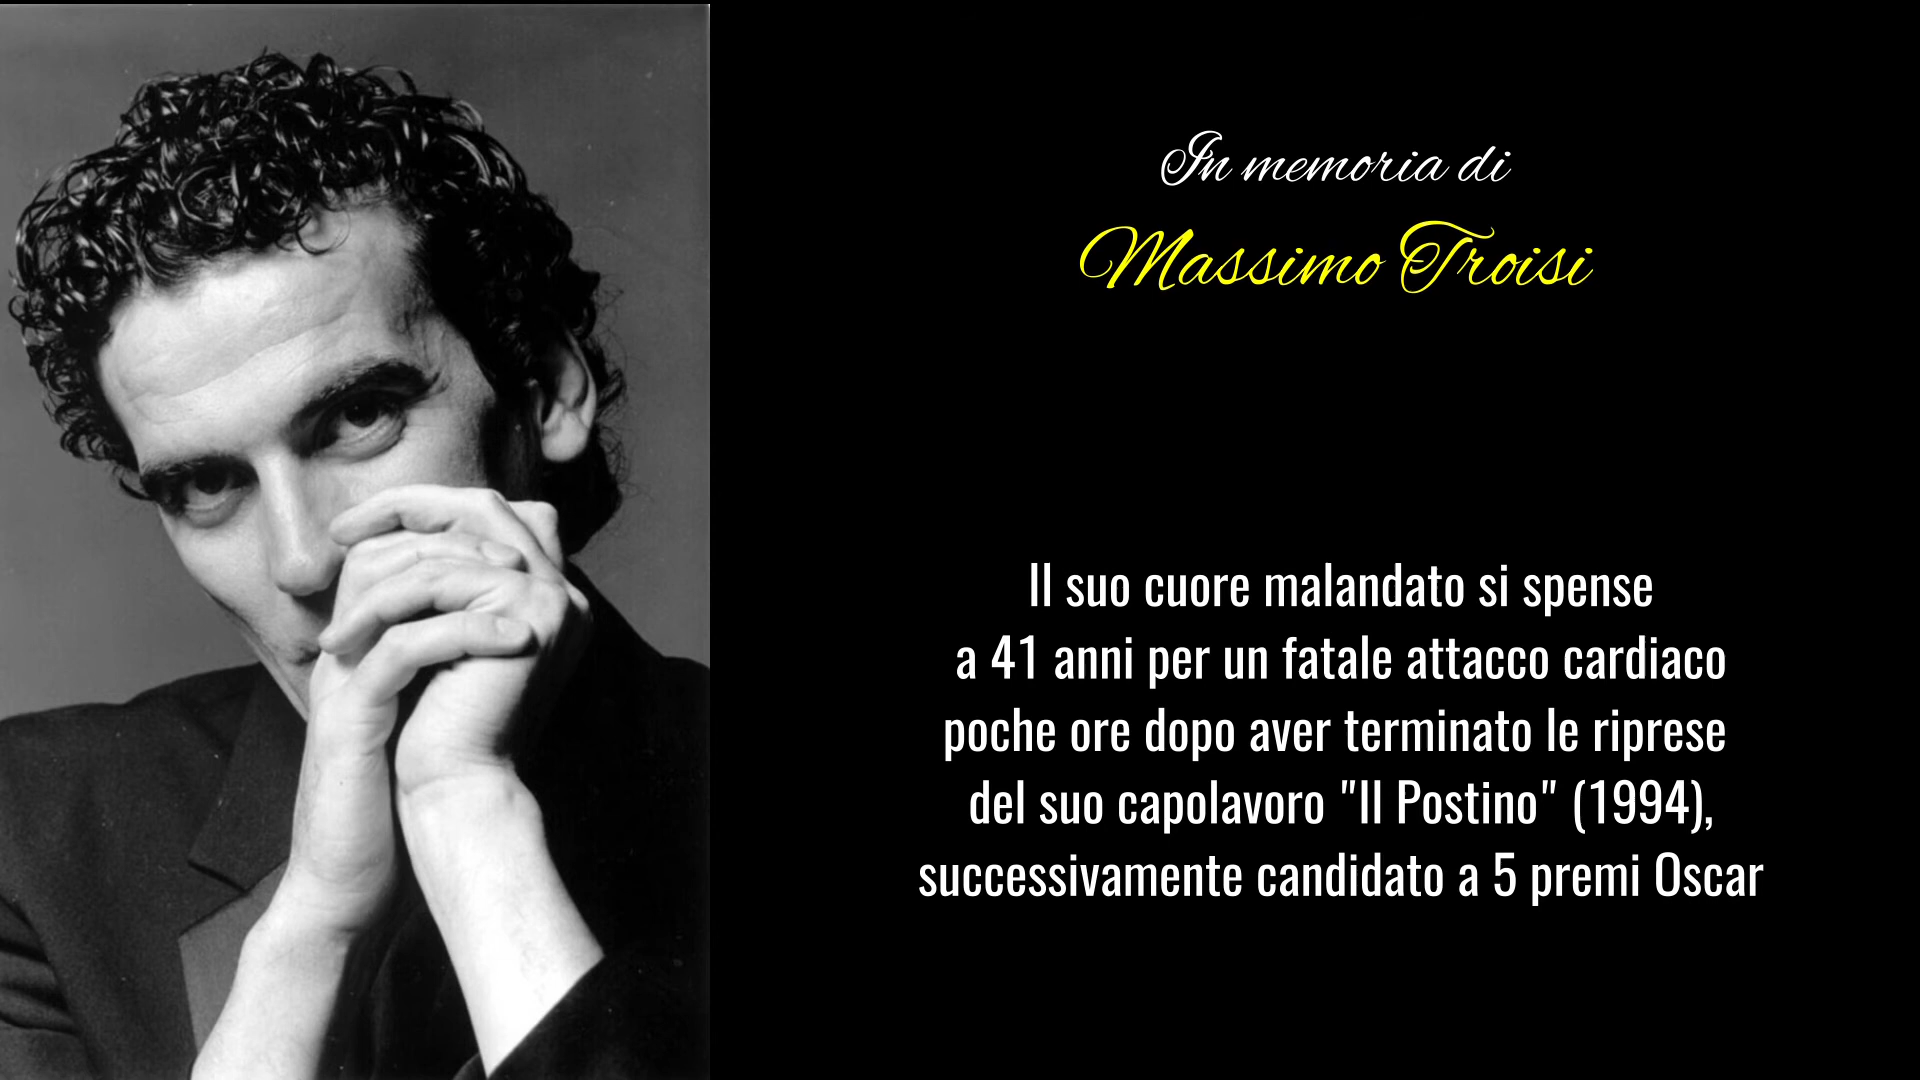 In memoria di
Massimo Troisi
Il suo cuore malandato si spense
a 41 anni per un fatale attacco cardiaco
poche ore dopo aver terminato le riprese
del suo capolavoro "Il Postino" (1994),
successivamente candidato a 5 premi Oscar